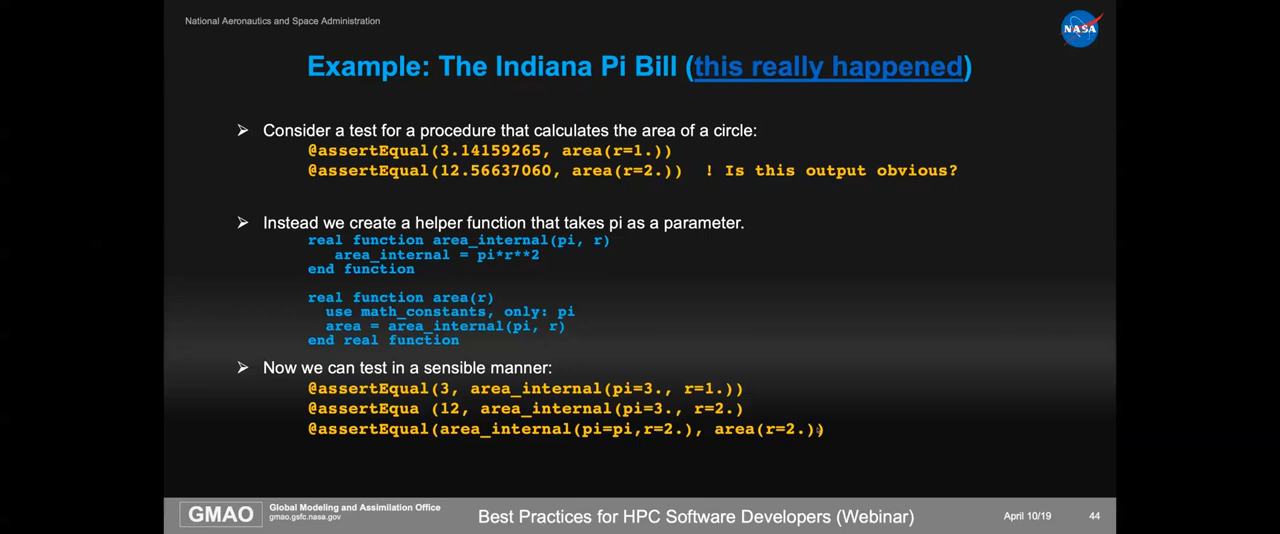 National Aeronautics and Space Administration
NASA
Example: The Indiana Pi Bill (this really happened)
➢ Consider a test for a procedure that calculates the area of a circle:
@assertEqual(3.14159265, area(r=1.))
@assertEqual(12.56637060, area(r=2.)) ! Is this output obvious?
➢ Instead we create a helper function that takes pi as a parameter.
real function area_internal(pi, r)
area_internal = pi*r**2
end function
real function area(r)
use math_constants, only: pi
area = area_internal(pi, r)
end real function
➢ Now we can test in a sensible manner:
@assertEqual(3, area_internal(pi=3., r=1.))
@assertEqua (12, area_internal(pi=3., r=2.)
@assertEqual(area_internal(pi=pi,r=2.), area(r=2.))
GMAO
Global Modeling and Assimilation Office
gmao.gsfc.nasa.gov
Best Practices for HPC Software Developers (Webinar)
April 10/19
44